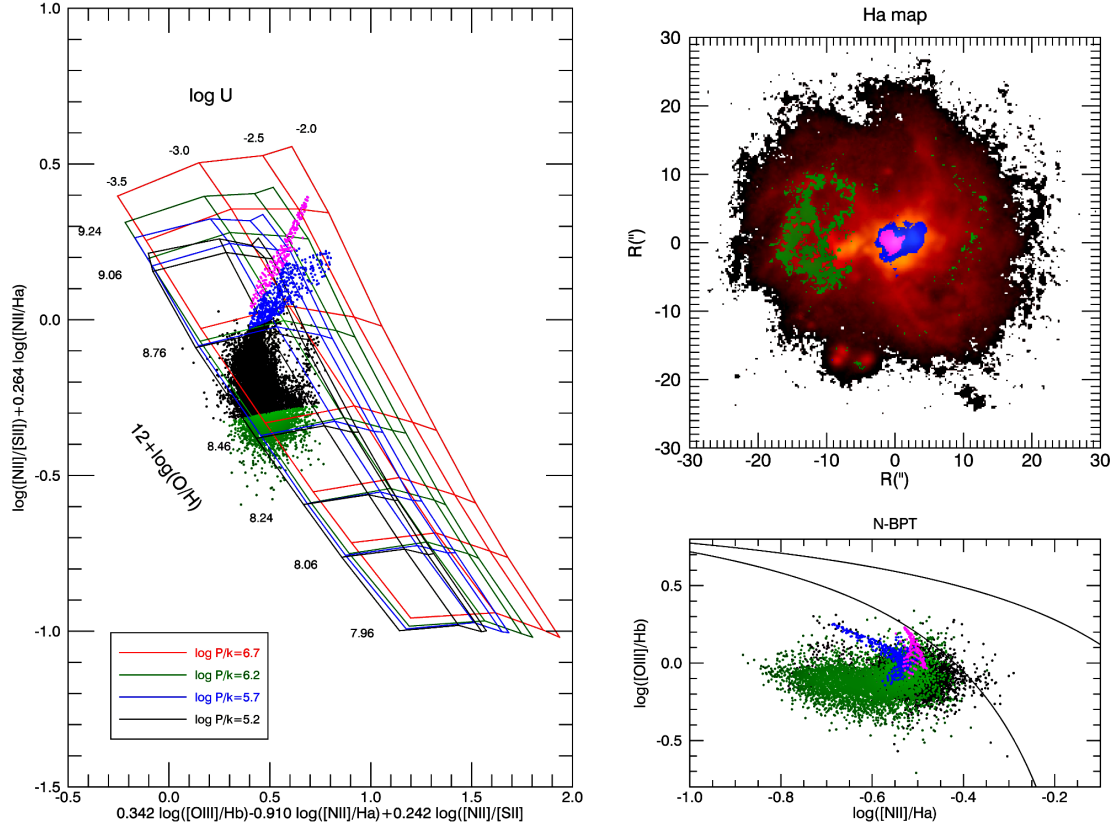 log U
-2.0
-2.5
-3.0
-3.5
9.24
9.06
8.76
8.46
8.24
8.06
7.96
12+log(O/H)
log P/k=6.7
log P/k=6.2
log P/k=5.7
log P/k=5.2
1.0
0.5
0.0
-0.5
-1.0
-1.5
-0.5 0.0 0.5 1.0 1.5 2.0
log([NII]/[SII])+0.264 log([NII/Ha)
0.342 log([OIII]/Hb)-0.910 log([NII]/Ha)+0.242 log([NII]/[SII]
Ha map
30
20
10
0
-10
-20
-30
-30 -20 -10 0 10 20 30
R(")
R(")
N-BPT
0.5
0.0
-0.5
-1.0 -0.8 -0.6 -0.4 -0.2
log([OIII]/Hb)
log([NII]/Ha)